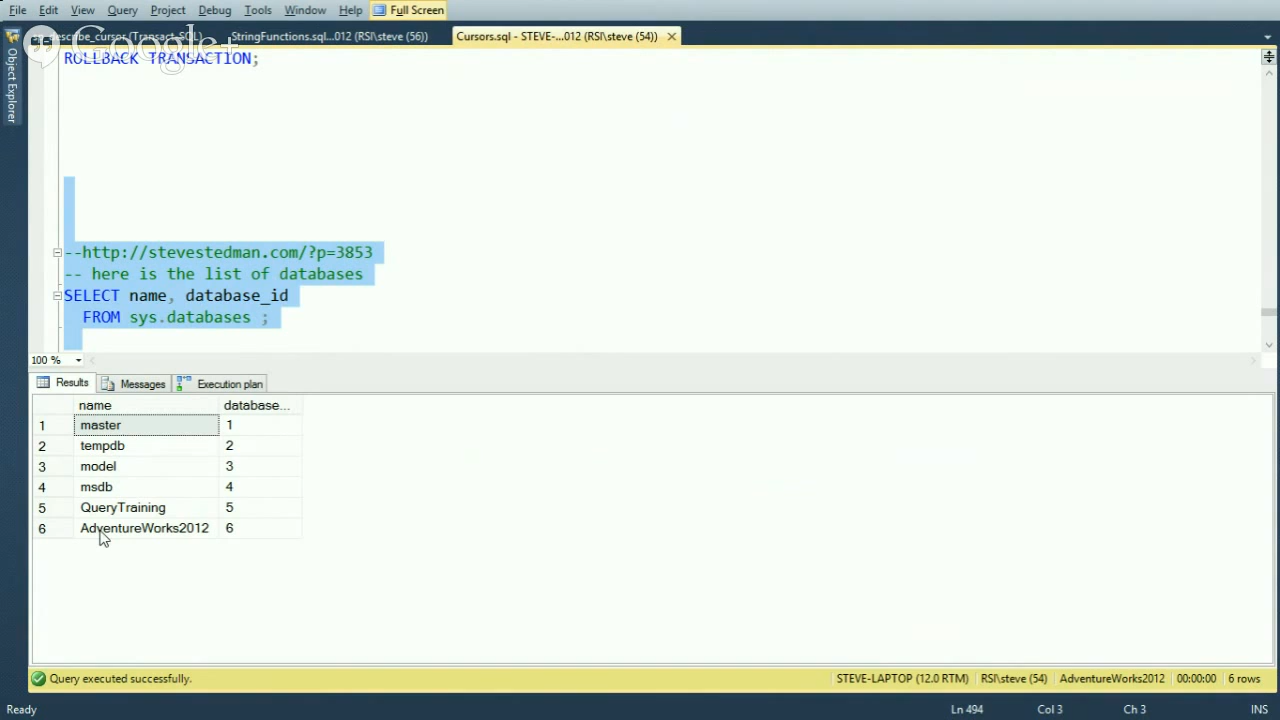 File Edit View Query Project Debug Tools Window Help Full Screen
sp_describe_cursor (Transact-SQL) StringFunctions.sql...012 (RSI\steve (56)) Cursors.sql - STEVE-...012 (RSI\steve (54))
Google+
Object Explorer
ROLLBACK TRANSACTION;
--http://stevestedman.com/?p=3853
-- here is the list of databases
SELECT name, database_id
FROM sys.databases ;
100 %
Results Messages Execution plan
name database...
1 master 1
2 tempdb 2
3 model 3
4 msdb 4
5 QueryTraining 5
6 AdventureWorks2012 6
Query executed successfully. STEVE-LAPTOP (12.0 RTM) RSI\steve (54) AdventureWorks2012 00:00:00 6 rows
Ready Ln 494 Col 3 Ch 3 INS